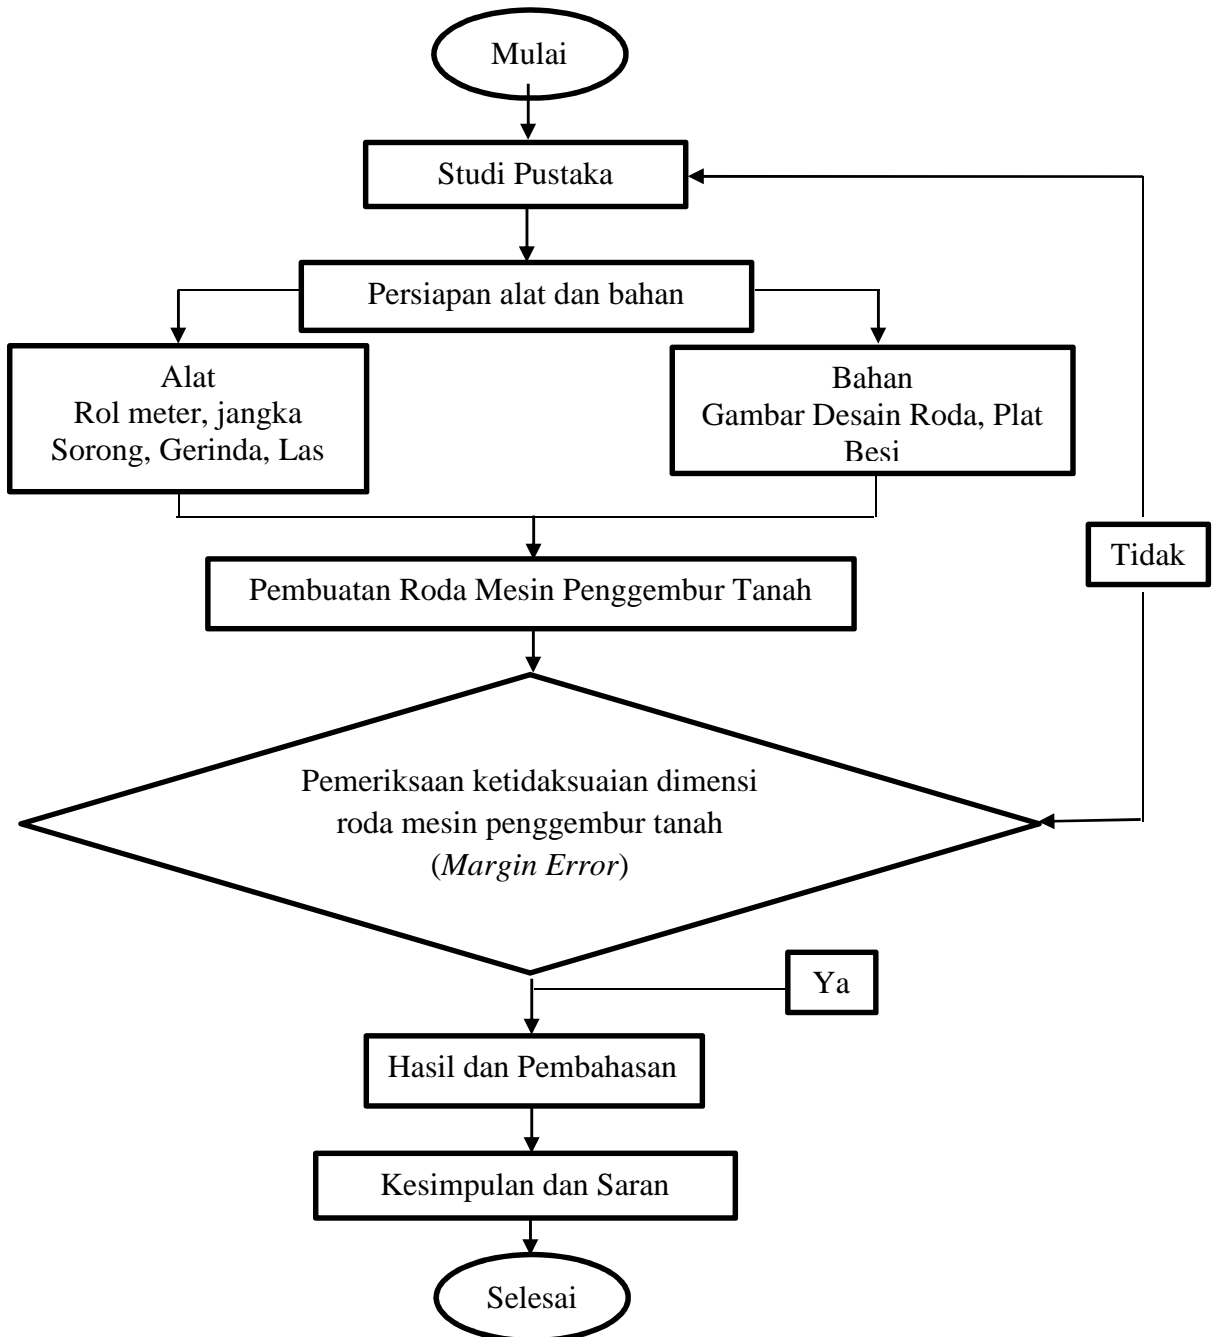 Mulai
Studi Pustaka
Persiapan alat dan bahan
Alat
Rol meter, jangka
Sorong, Gerinda, Las
Bahan
Gambar Desain Roda, Plat
Besi
Tidak
Pembuatan Roda Mesin Penggembur Tanah
Pemeriksaan ketidaksuaian dimensi
roda mesin penggembur tanah
(Margin Error)
Ya
Hasil dan Pembahasan
Kesimpulan dan Saran
Selesai